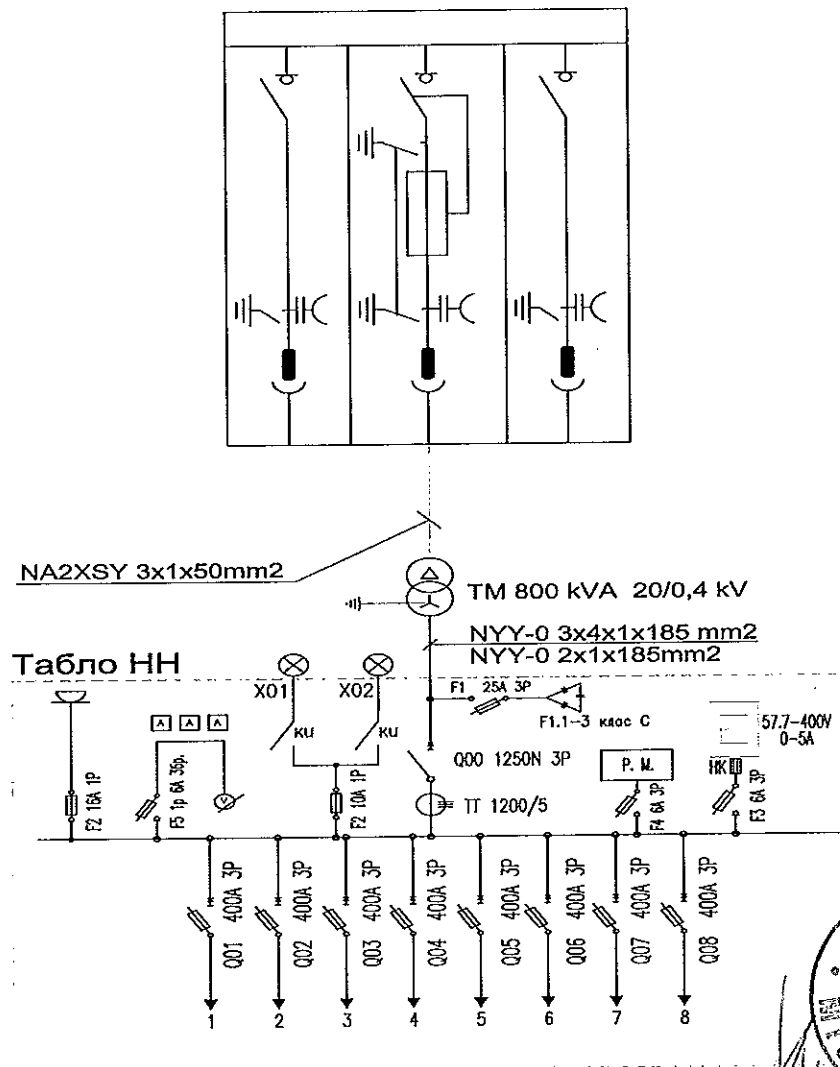 NA2XSY 3x1x50mm2
TM 800 kVA 20/0,4 kV
NYY-0 3x4x1x185 mm2
NYY-0 2x1x185mm2
Табло НН
X01
X02
F1 25A 3P
F1.1-3 клас C
57.7-400V
0-5A
A A A
ku
ku
Q00 1250N 3P
P. M.
HK
V
TT 1200/5
F2 16A 1P
F5 1p 6A 3бр.
F2 10A 1P
F4 6A 3P
F3 6A 3P
Q01 400A 3P
Q02 400A 3P
Q03 400A 3P
Q04 400A 3P
Q05 400A 3P
Q06 400A 3P
Q07 400A 3P
Q08 400A 3P
1 2 3 4 5 6 7 8